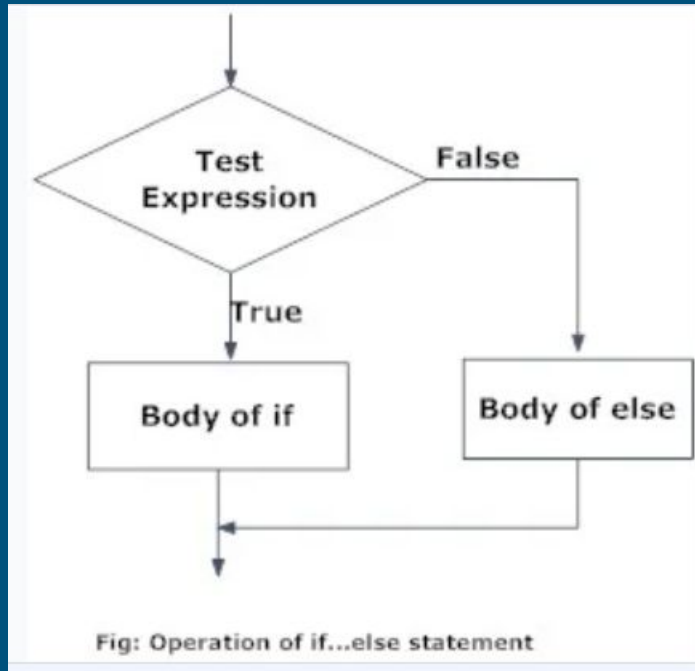 Test
Expression
False
True
Body of if
Body of else
Fig: Operation of if...else statement